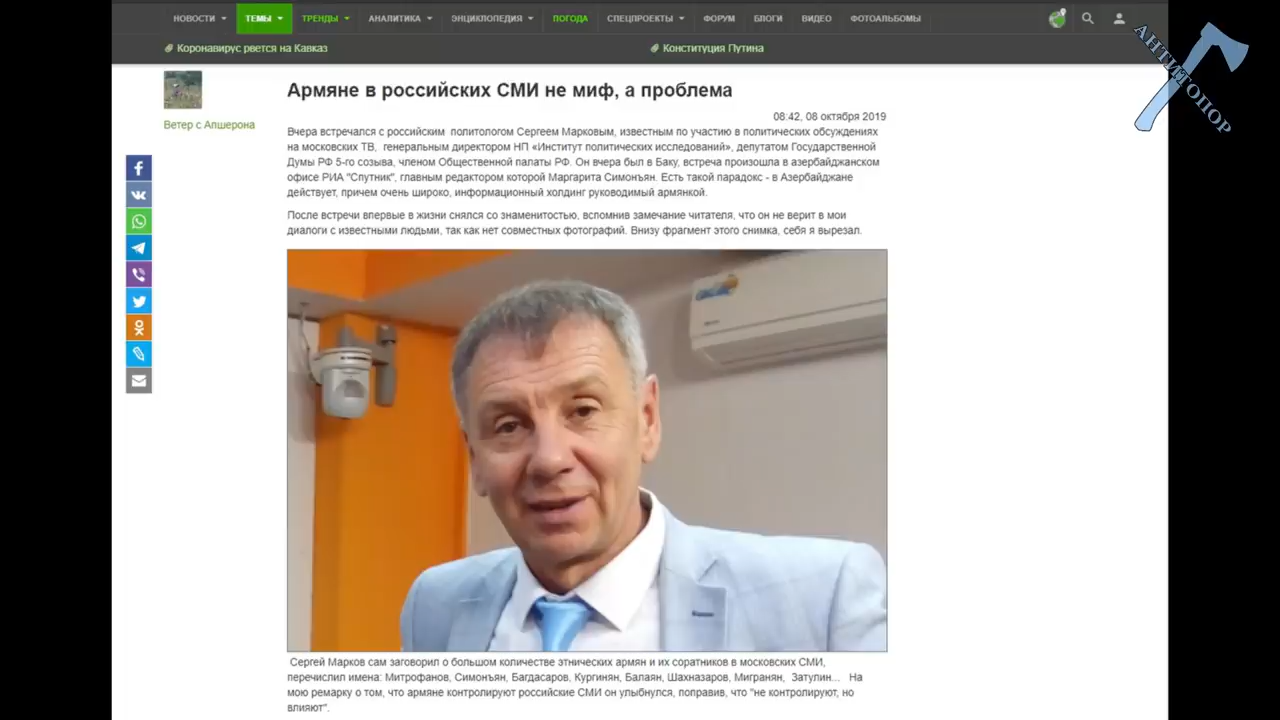 НОВОСТИ ТЕМЫ ТРЕНДЫ АНАЛИТИКА ЭНЦИКЛОПЕДИЯ ПОГОДА СПЕЦПРОЕКТЫ ФОРУМ БЛОГИ ВИДЕО ФОТОАЛЬБОМЫ
Коронавирус рвется на Кавказ Конституция Путина
АНТИТОПОР
Армяне в российских СМИ не миф, а проблема
08:42, 08 октября 2019
Ветер с Апшерона
Вчера встречался с российским политологом Сергеем Марковым, известным по участию в политических обсуждениях
на московских ТВ, генеральным директором НП «Институт политических исследований», депутатом Государственной
Думы РФ 5-го созыва, членом Общественной палаты РФ. Он вчера был в Баку, встреча произошла в азербайджанском
офисе РИА "Спутник", главным редактором которой Маргарита Симонъян. Есть такой парадокс - в Азербайджане
действует, причем очень широко, информационный холдинг руководимый армянкой.
После встречи впервые в жизни снялся со знаменитостью, вспомнив замечание читателя, что он не верит в мои
диалоги с известными людьми, так как нет совместных фотографий. Внизу фрагмент этого снимка, себя я вырезал.
Сергей Марков сам заговорил о большом количестве этнических армян и их соратников в московских СМИ,
перечислил имена: Митрофанов, Симонъян, Багдасаров, Кургинян, Балаян, Шахназаров, Мигранян, Затулин... На
мою ремарку о том, что армяне контролируют российские СМИ он улыбнулся, поправив, что "не контролируют, но
влияют".